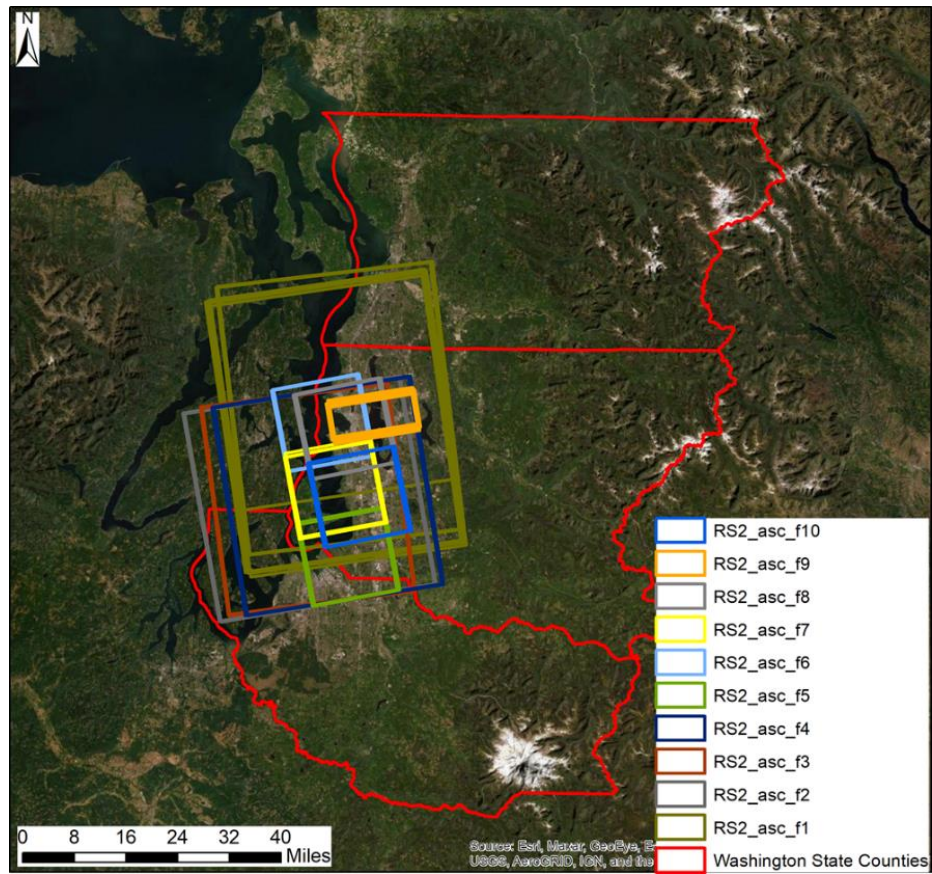 N
RS2_asc_f10
RS2_asc_f9
RS2_asc_f8
RS2_asc_f7
RS2_asc_f6
RS2_asc_f5
RS2_asc_f4
RS2_asc_f3
RS2_asc_f2
RS2_asc_f1
Washington State Counties
0 8 16 24 32 40
Miles
Source: Esri, Maxar, GeoEye, E
USGS, AeroGRID, IGN, and the